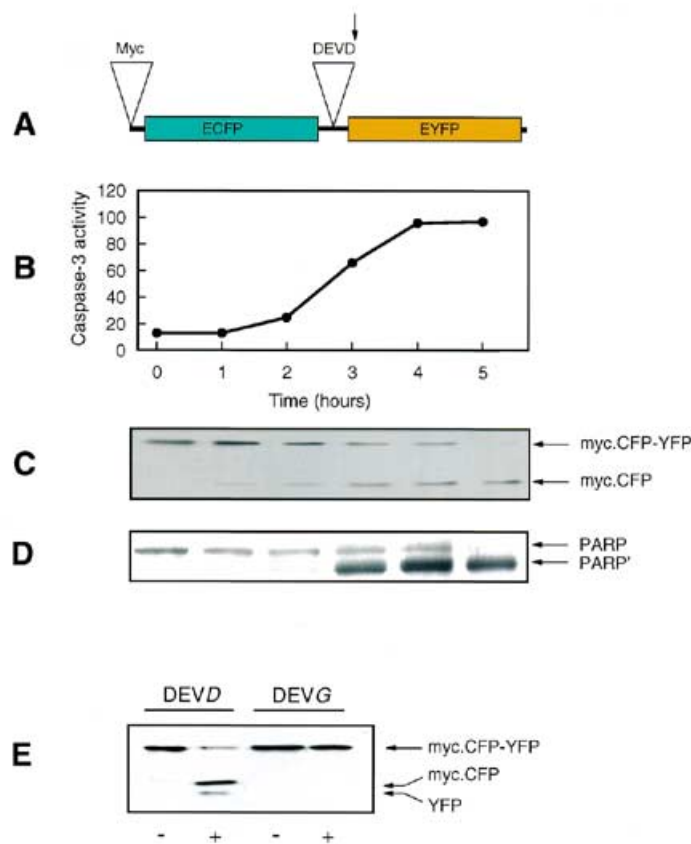 Myc DEVD
A
ECFP EYFP
B
Caspase-3 activity
120
100
80
60
40
20
0
0 1 2 3 4 5
Time (hours)
C
myc.CFP-YFP
myc.CFP
D
PARP
PARP'
DEVD DEVG
E
myc.CFP-YFP
myc.CFP
YFP
- + - +